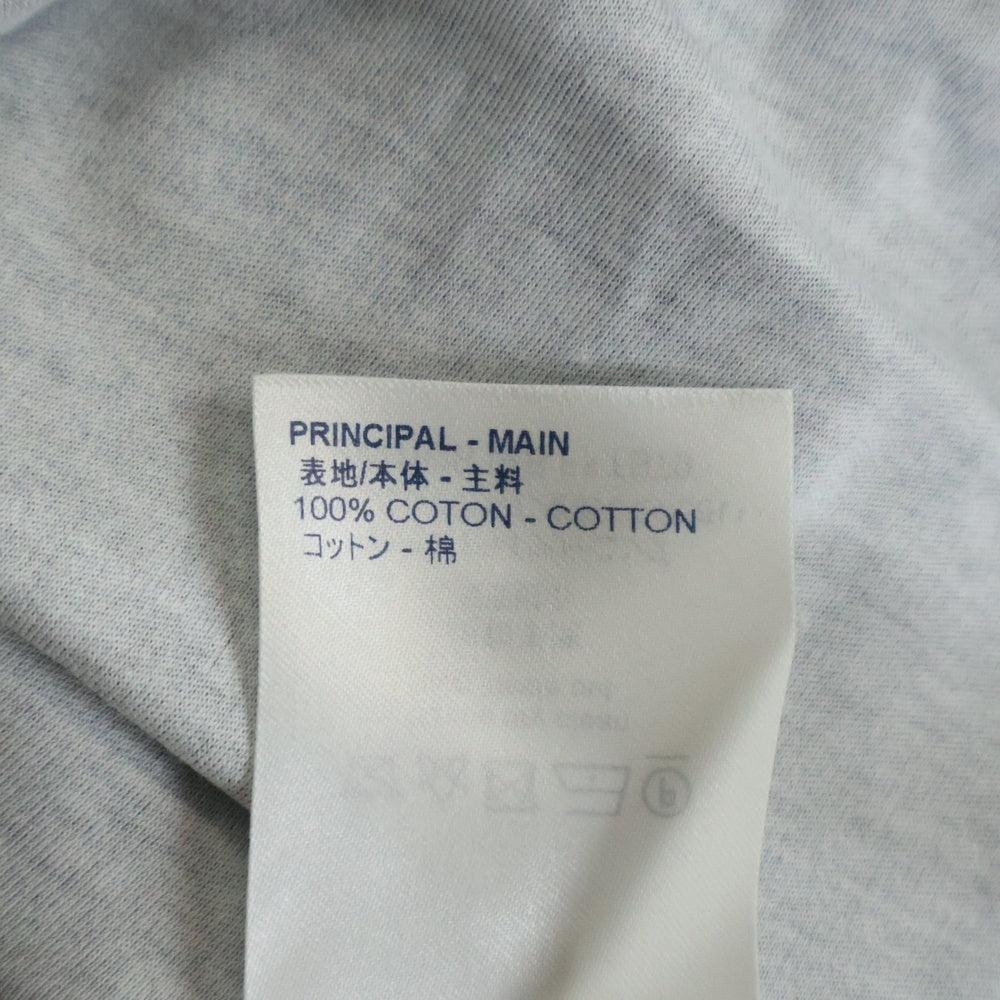 PRINCIPAL - MAIN
表地/本体 - 主料
100% COTON - COTTON
コットン - 棉